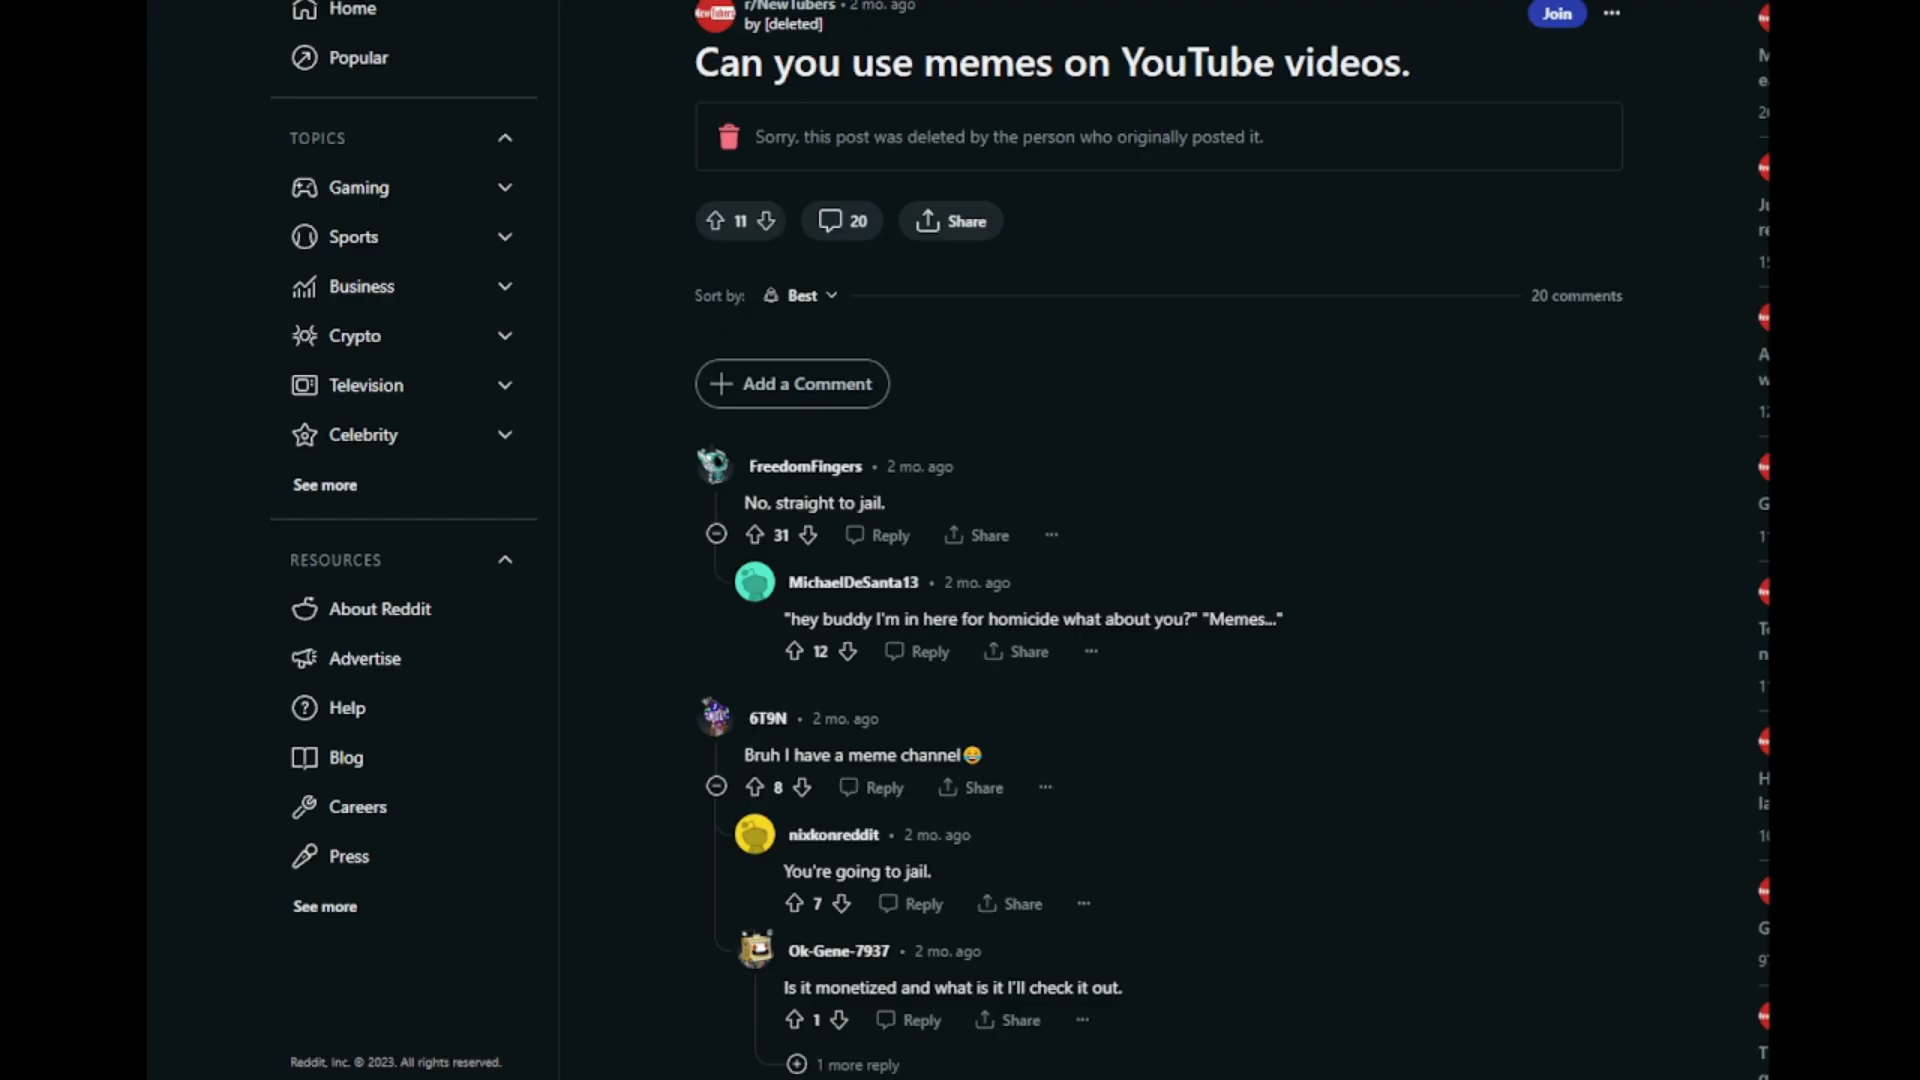 Home
Popular
TOPICS
Gaming
Sports
Business
Crypto
Television
Celebrity
See more
RESOURCES
About Reddit
Advertise
Help
Blog
Careers
Press
See more
Reddit, Inc. © 2023. All rights reserved.
r/NewTubers • 2 mo. ago
by [deleted]
Join
Can you use memes on YouTube videos.
Sorry, this post was deleted by the person who originally posted it.
11
20
Share
Sort by: Best
20 comments
Add a Comment
FreedomFingers • 2 mo. ago
No, straight to jail.
31 Reply Share ...
MichaelDeSanta13 • 2 mo. ago
"hey buddy I'm in here for homicide what about you?" "Memes..."
12 Reply Share ...
6T9N • 2 mo. ago
Bruh I have a meme channel😂
8 Reply Share ...
nixkonreddit • 2 mo. ago
You're going to jail.
7 Reply Share ...
Ok-Gene-7937 • 2 mo. ago
Is it monetized and what is it I'll check it out.
1 Reply Share ...
1 more reply